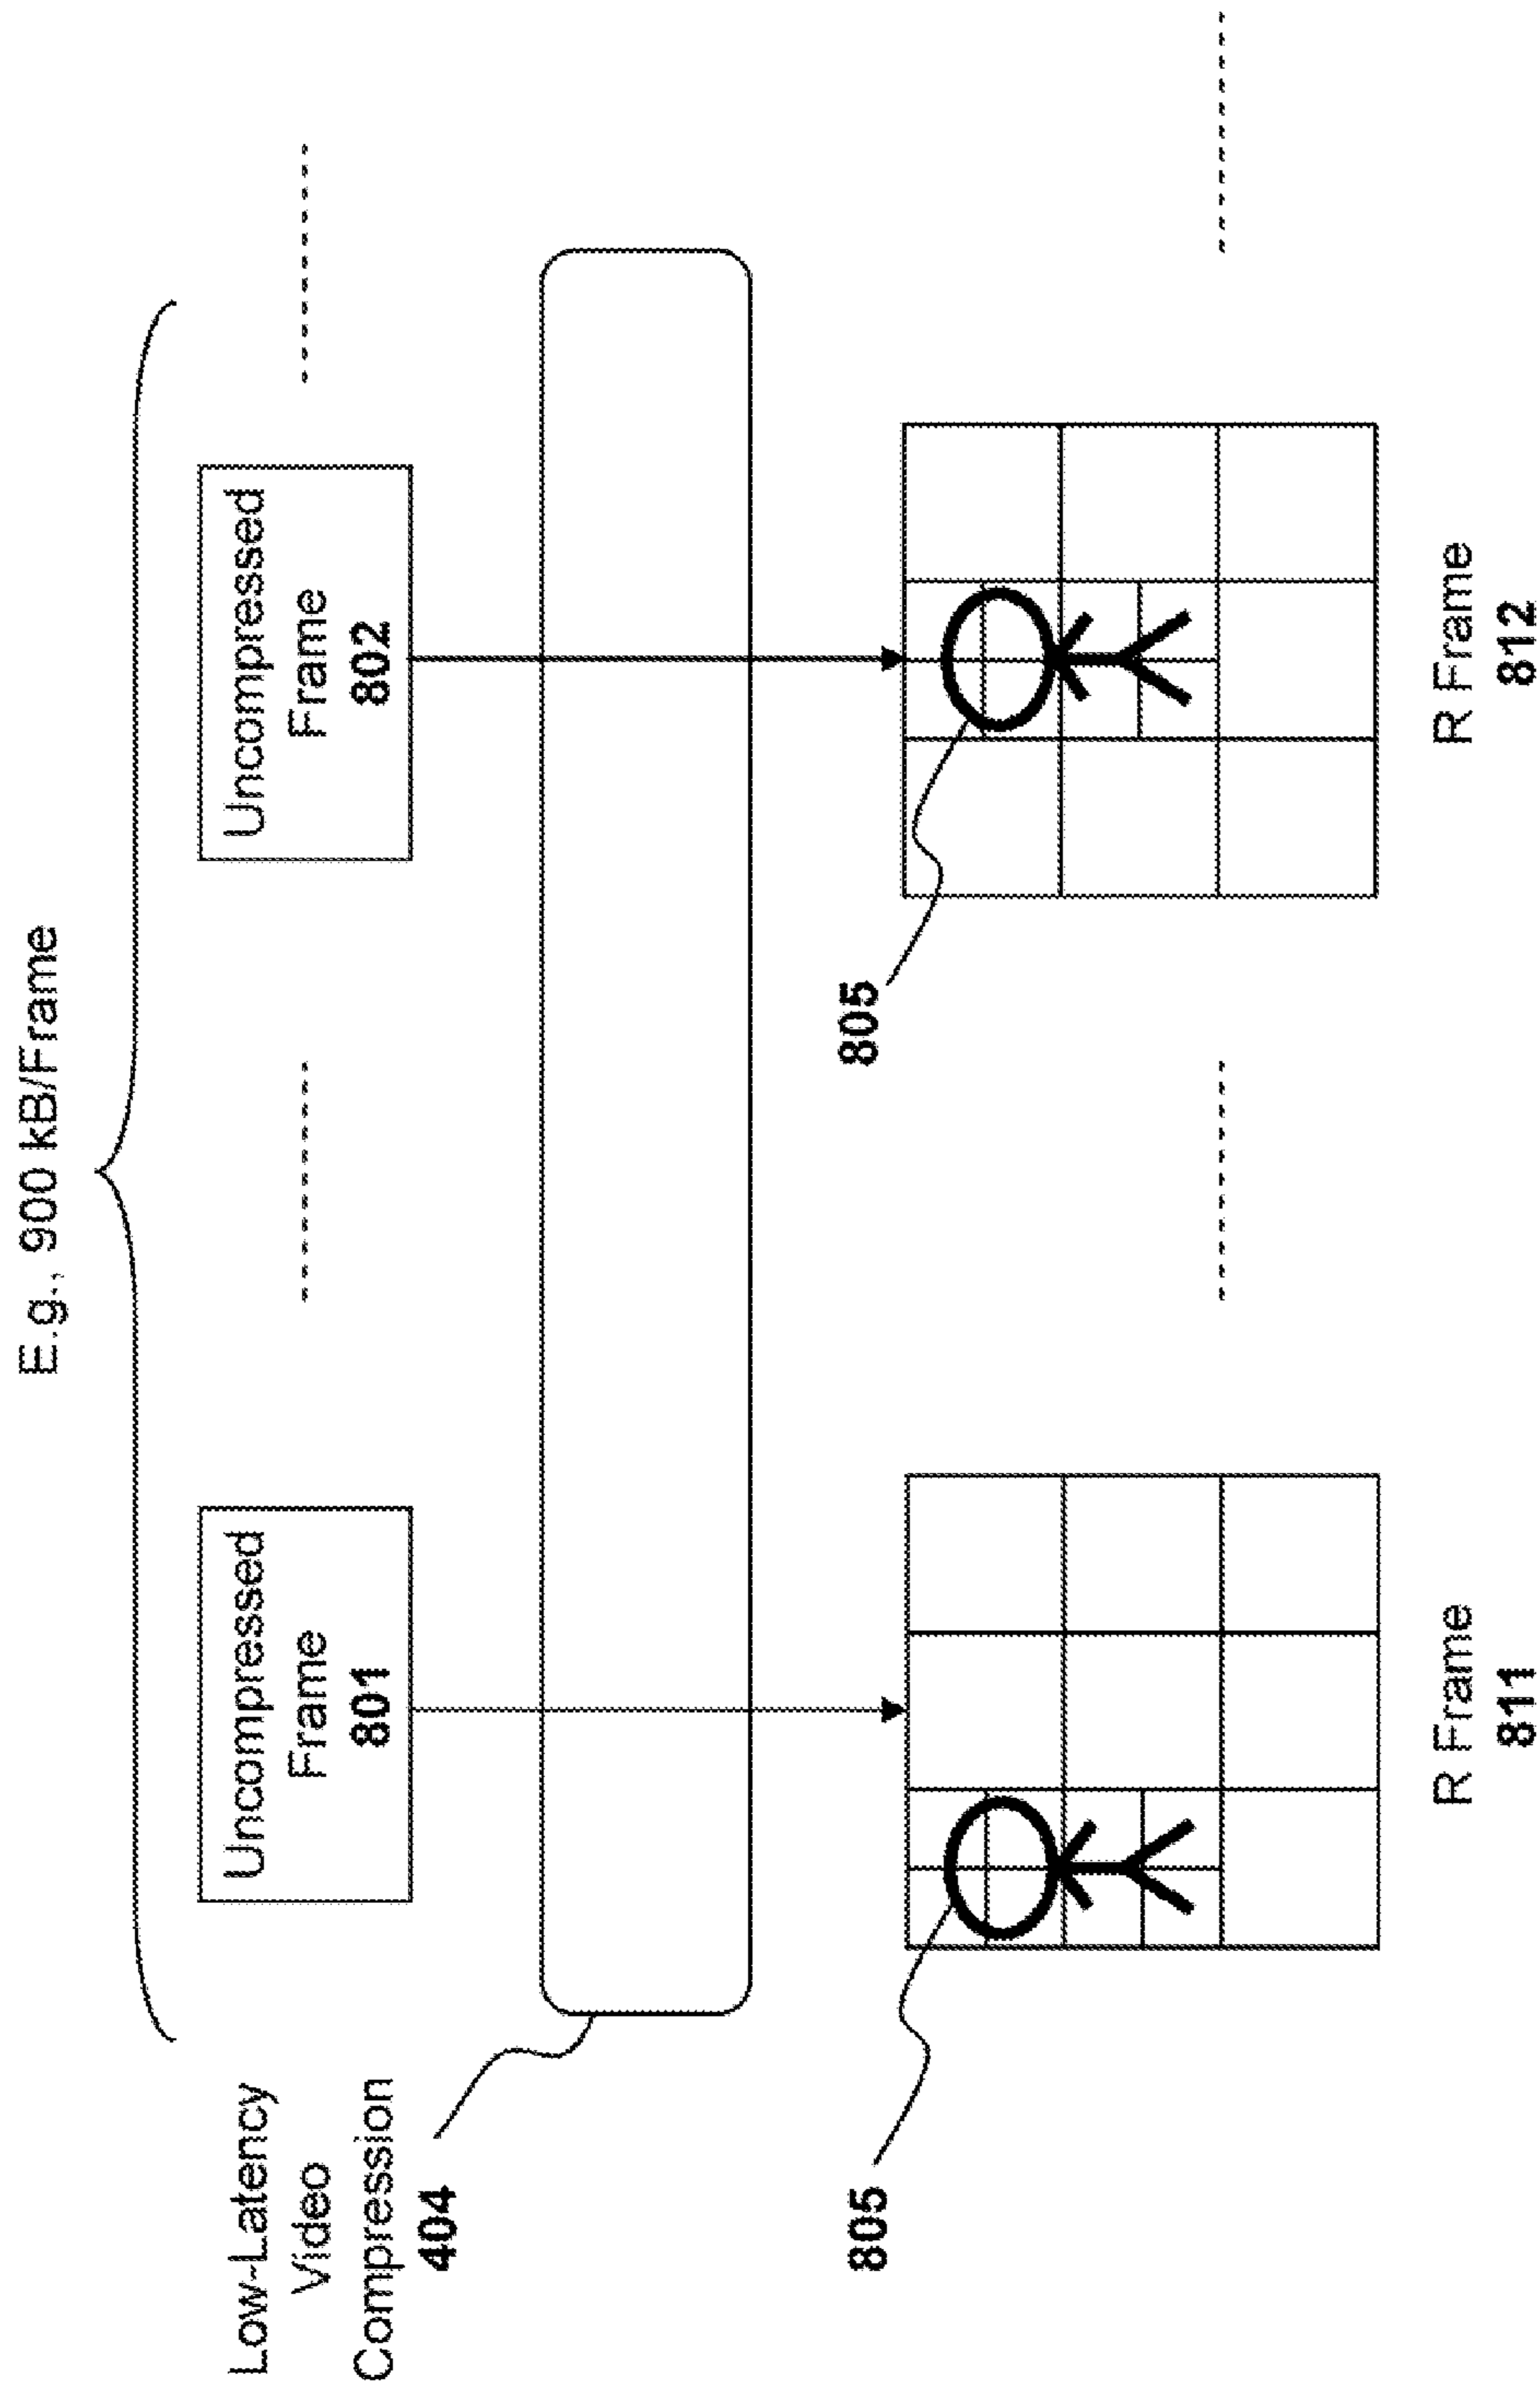 E.g., 900 kB/Frame
Low-Latency
Video
Compression
404
Uncompressed
Frame
801
Uncompressed
Frame
802
805
805
R Frame
811
R Frame
812